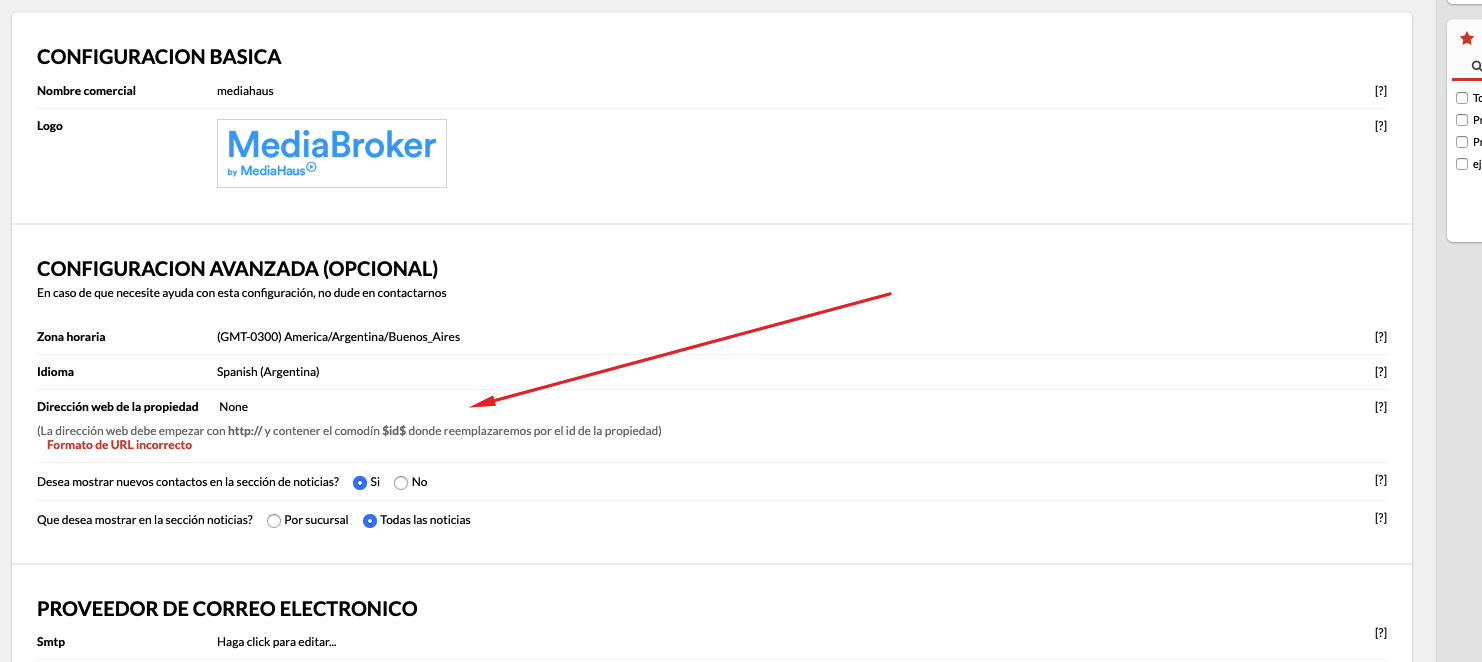 CONFIGURACION BASICA
Nombre comercial mediahaus [?]
Logo [?]
MediaBroker
by MediaHaus
CONFIGURACION AVANZADA (OPCIONAL)
En caso de que necesite ayuda con esta configuración, no dude en contactarnos
Zona horaria (GMT-0300) America/Argentina/Buenos_Aires [?]
Idioma Spanish (Argentina) [?]
Dirección web de la propiedad None [?]
(La dirección web debe empezar con http:// y contener el comodín $id$ donde reemplazaremos por el id de la propiedad)
Formato de URL incorrecto
Desea mostrar nuevos contactos en la sección de noticias? Si No [?]
Que desea mostrar en la sección noticias? Por sucursal Todas las noticias [?]
PROVEEDOR DE CORREO ELECTRONICO
Smtp Haga click para editar... [?]